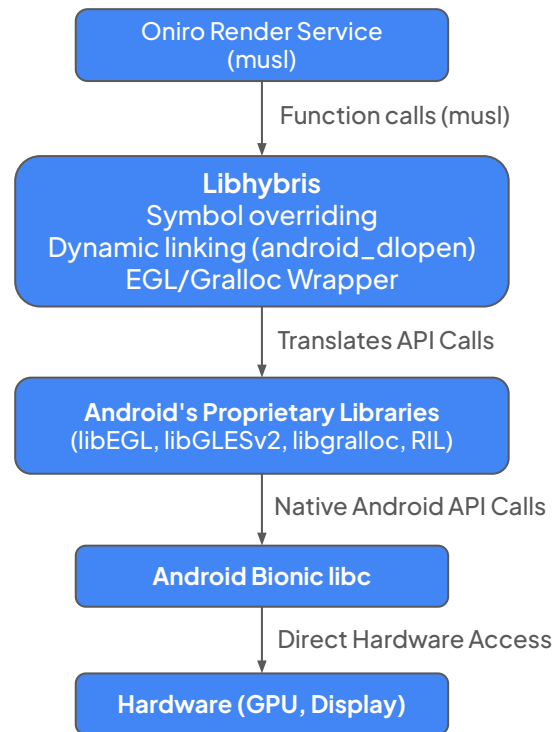 Oniro Render Service
(musl)
Function calls (musl)
Libhybris
Symbol overriding
Dynamic linking (android_dlopen)
EGL/Gralloc Wrapper
Translates API Calls
Android's Proprietary Libraries
(libEGL, libGLESv2, libgralloc, RIL)
Native Android API Calls
Android Bionic libc
Direct Hardware Access
Hardware (GPU, Display)